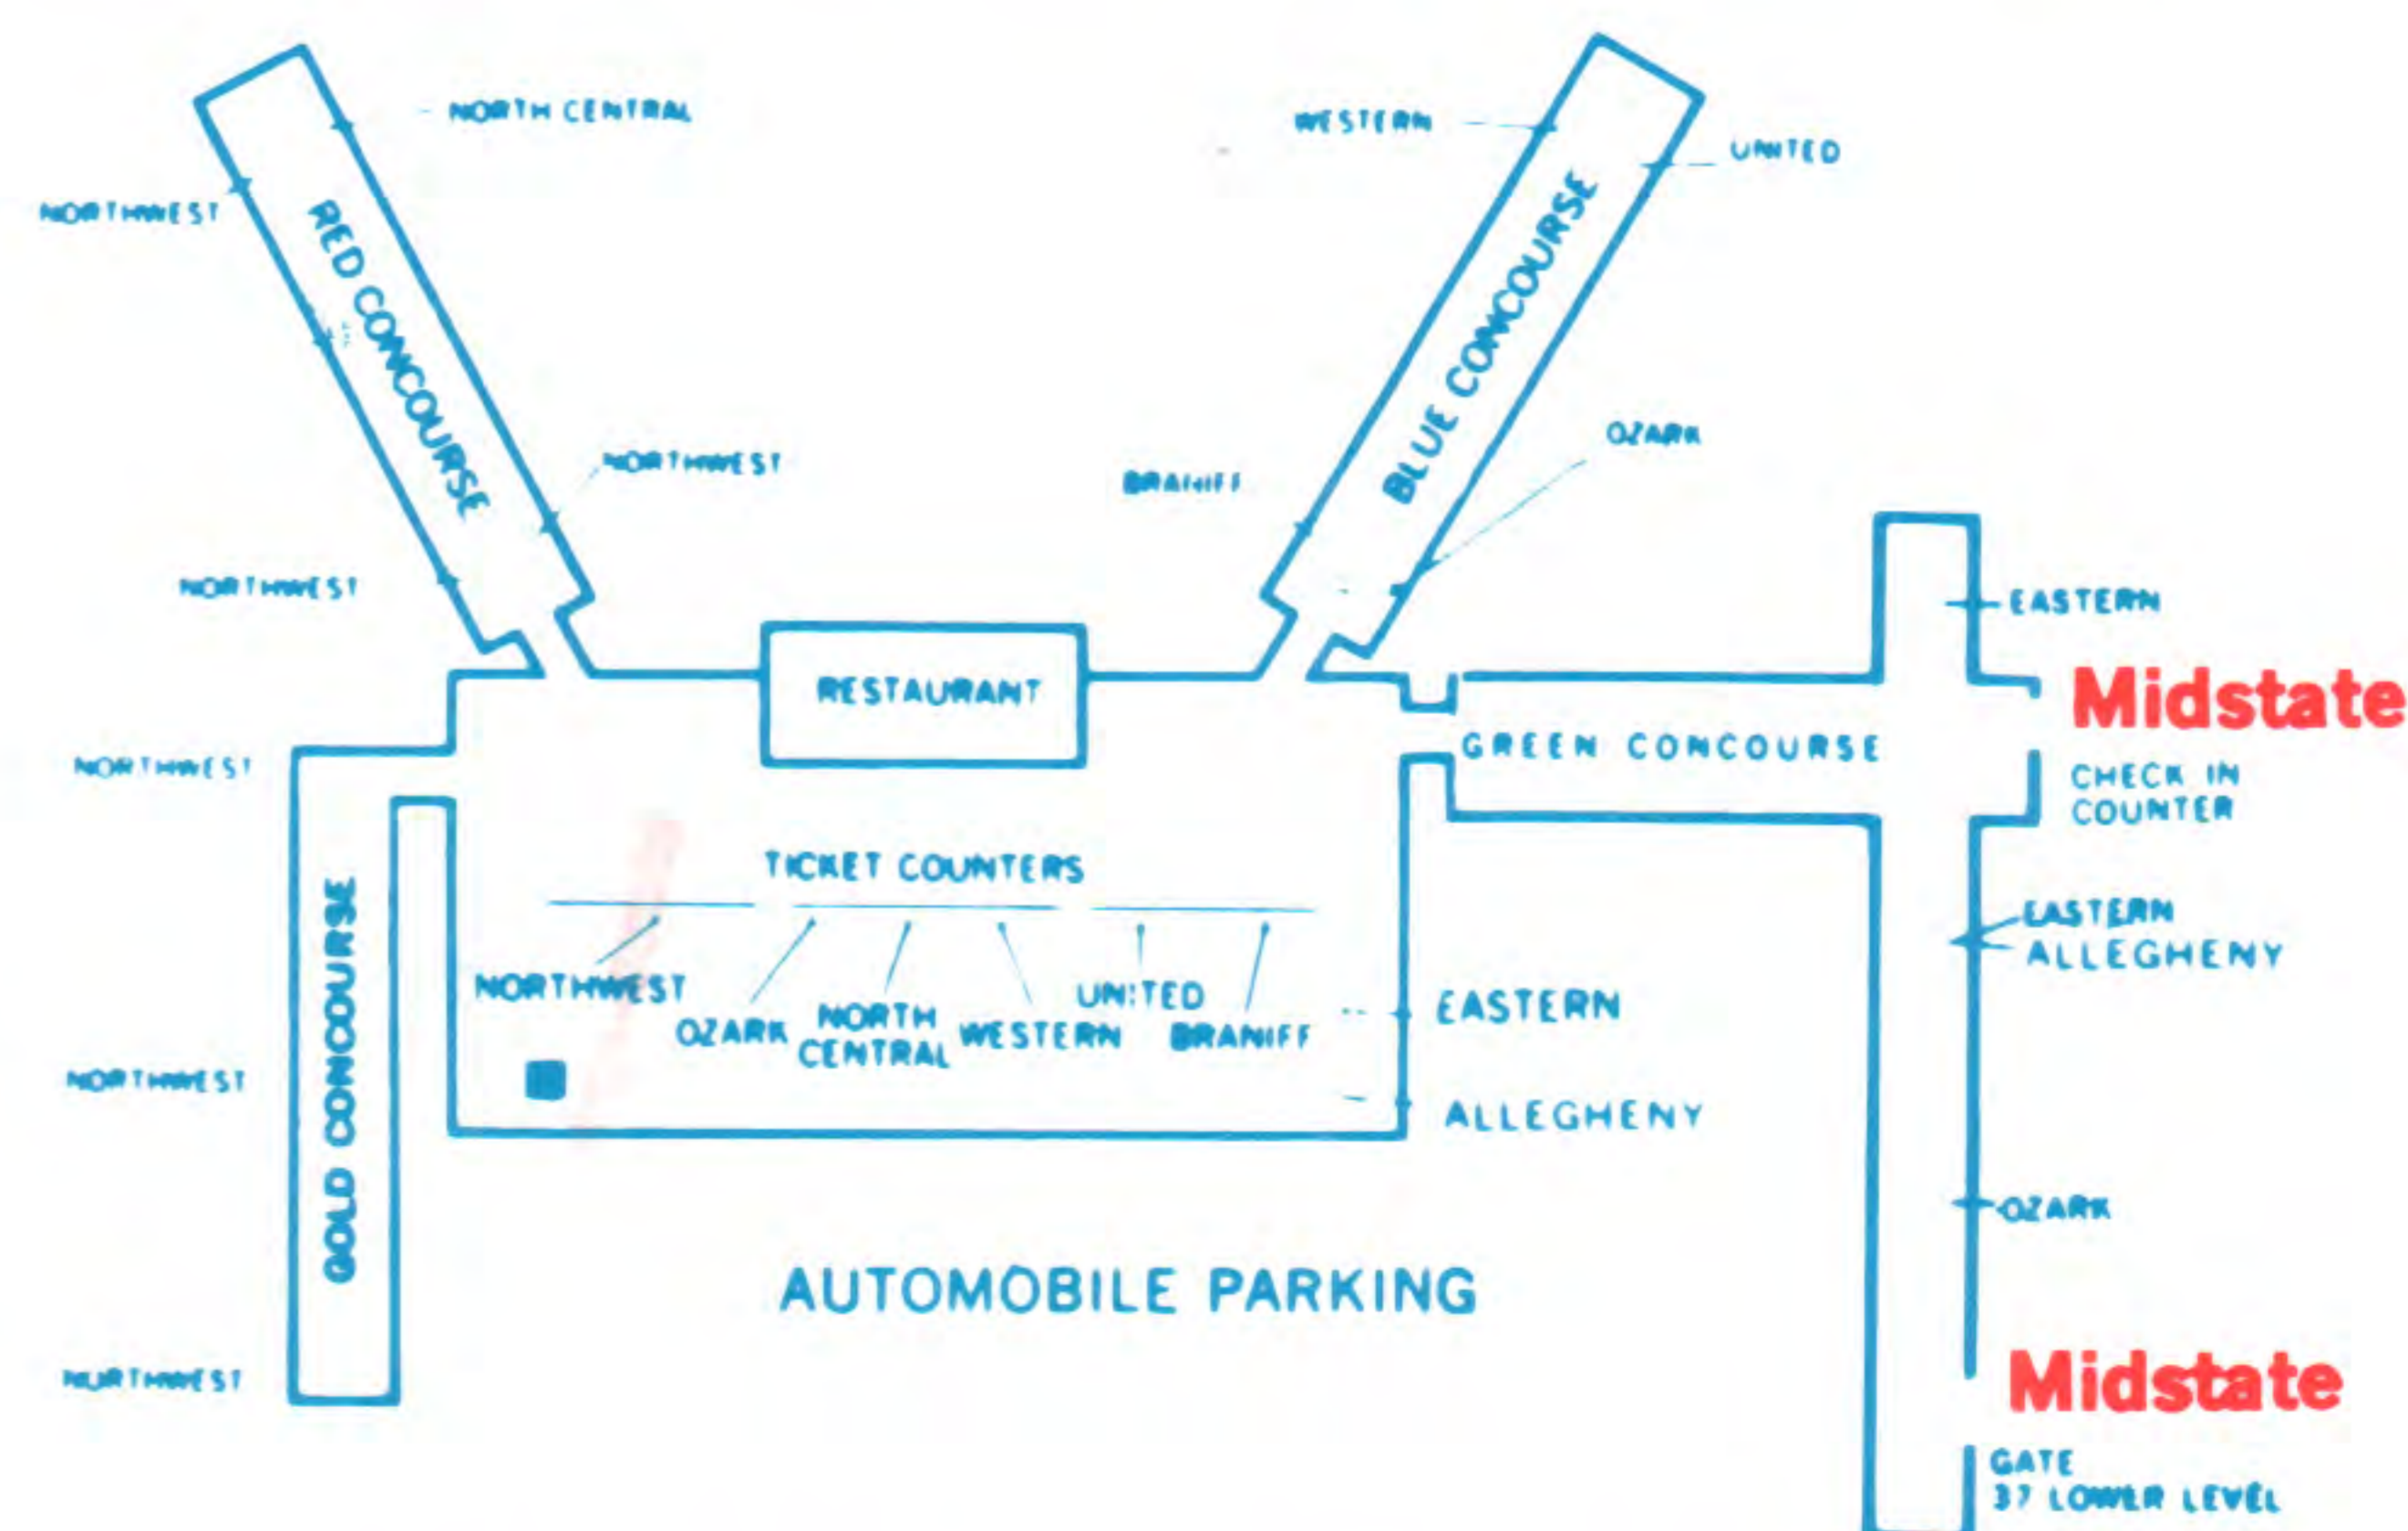 NORTH CENTRAL
WESTERN
UNITED
NORTHWEST
RED CONCOURSE
BLUE CONCOURSE
OZARK
NORTHWEST
BRANIFF
NORTHWEST
EASTERN
RESTAURANT
Midstate
GREEN CONCOURSE
CHECK IN
COUNTER
NORTHWEST
TICKET COUNTERS
GOLD CONCOURSE
EASTERN
ALLEGHENY
NORTHWEST
OZARK
NORTH
CENTRAL
WESTERN
UNITED
BRANIFF
EASTERN
ALLEGHENY
NORTHWEST
OZARK
AUTOMOBILE PARKING
NORTHWEST
Midstate
GATE
37 LOWER LEVEL